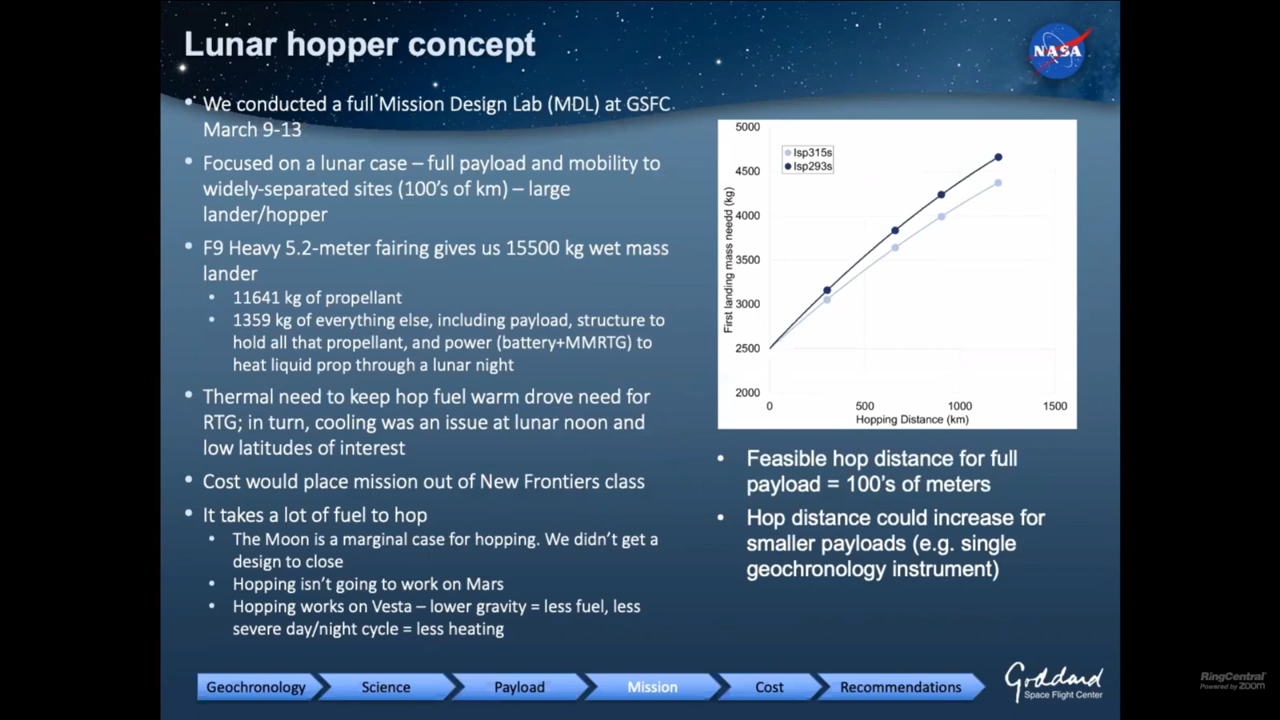 Lunar hopper concept
NASA
• We conducted a full Mission Design Lab (MDL) at GSFC
March 9-13
• Focused on a lunar case – full payload and mobility to
widely-separated sites (100's of km) – large
lander/hopper
• F9 Heavy 5.2-meter fairing gives us 15500 kg wet mass
lander
• 11641 kg of propellant
• 1359 kg of everything else, including payload, structure to
hold all that propellant, and power (battery+MMRTG) to
heat liquid prop through a lunar night
• Thermal need to keep hop fuel warm drove need for
RTG; in turn, cooling was an issue at lunar noon and
low latitudes of interest
• Cost would place mission out of New Frontiers class
• It takes a lot of fuel to hop
• The Moon is a marginal case for hopping. We didn't get a
design to close
• Hopping isn't going to work on Mars
• Hopping works on Vesta – lower gravity = less fuel, less
severe day/night cycle = less heating
5000
4500
4000
3500
3000
2500
2000
First landing mass needd (kg)
Isp315s
Isp293s
0 500 1000 1500
Hopping Distance (km)
• Feasible hop distance for full
payload = 100's of meters
• Hop distance could increase for
smaller payloads (e.g. single
geochronology instrument)
Geochronology Science Payload Mission Cost Recommendations
Goddard
Space Flight Center
RingCentral
Powered by zoom